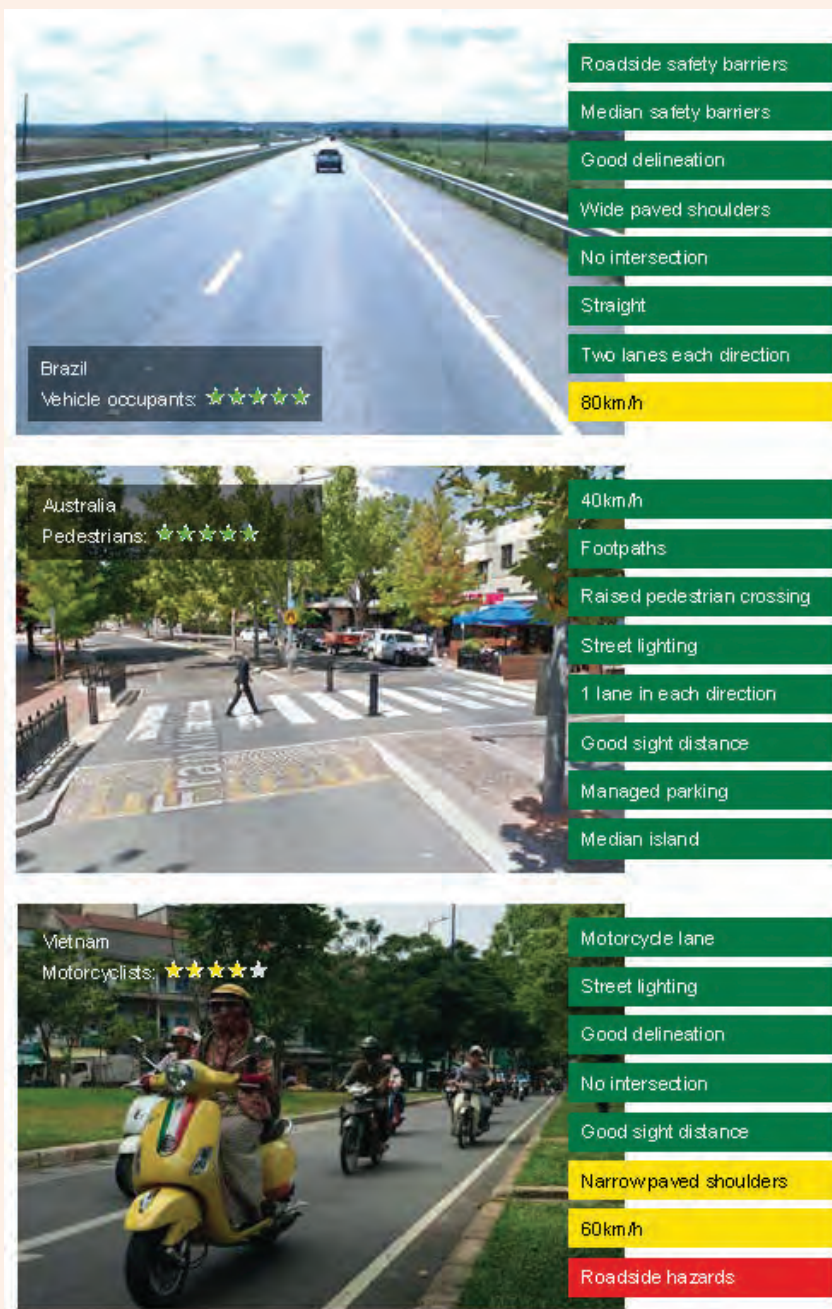 Roadside safety barriers
Median safety barriers
Good delineation
Wide paved shoulders
No intersection
Straight
Two lanes each direction
80km/h
Brazil
Vehicle occupants:
40km/h
Footpaths
Raised pedestrian crossing
Street lighting
1 lane in each direction
Good sight distance
Managed parking
Median island
Australia
Pedestrians:
Motorcycle lane
Street lighting
Good delineation
No intersection
Good sight distance
Narrow paved shoulders
60km/h
Roadside hazards
Vietnam
Motorcyclists: